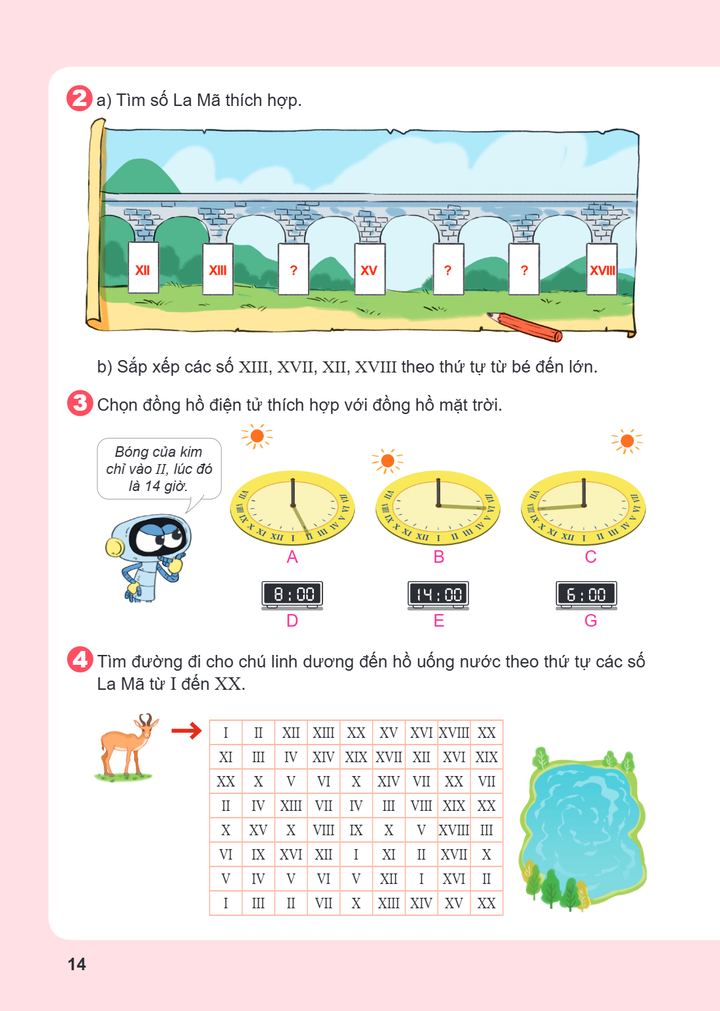 2 a) Tìm số La Mã thích hợp.
XII XIII ? XV ? ? XVIII
b) Sắp xếp các số XIII, XVII, XII, XVIII theo thứ tự từ bé đến lớn.
3 Chọn đồng hồ điện tử thích hợp với đồng hồ mặt trời.
Bóng của kim
chỉ vào II, lúc đó
là 14 giờ.
A B C
8:00 14:00 6:00
D E G
4 Tìm đường đi cho chú linh dương đến hồ uống nước theo thứ tự các số
La Mã từ I đến XX.
I II XII XIII XX XV XVI XVIII XX
XI III IV XIV XIX XVII XII XVI XIX
XX X V VI X XIV VII XX VII
II IV XIII VII IV III VIII XIX XX
X XV X VIII IX X V XVIII III
VI IX XVI XII I XI II XVII X
V IV V VI V XII I XVI II
I III II VII X XIII XIV XV XX
14